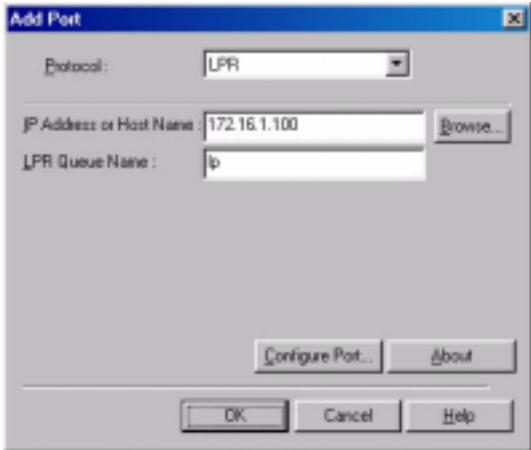 Add Port
Protocol :
LPR
IP Address or Host Name :
172.16.1.100
Browse...
LPR Queue Name :
lp
Configure Port...
About
OK
Cancel
Help